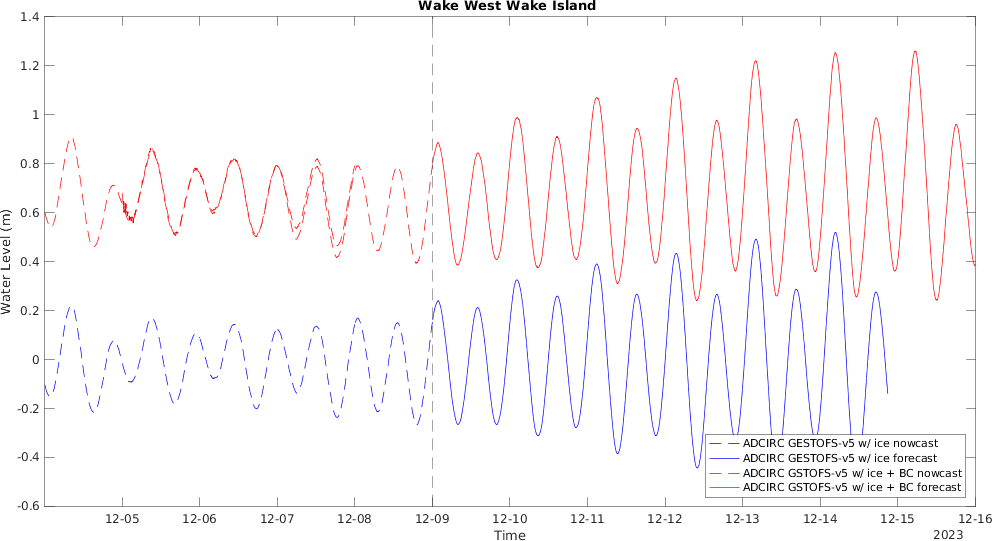 Wake West Wake Island
1.4
1.2
1
0.8
0.6
0.4
0.2
0
-0.2
-0.4
-0.6
Water Level (m)
12-05 12-06 12-07 12-08 12-09 12-10 12-11 12-12 12-13 12-14 12-15 12-16
Time
2023
ADCIRC GESTOFS-v5 w/ ice nowcast
ADCIRC GESTOFS-v5 w/ ice forecast
ADCIRC GSTOFS-v5 w/ ice + BC nowcast
ADCIRC GSTOFS-v5 w/ ice + BC forecast